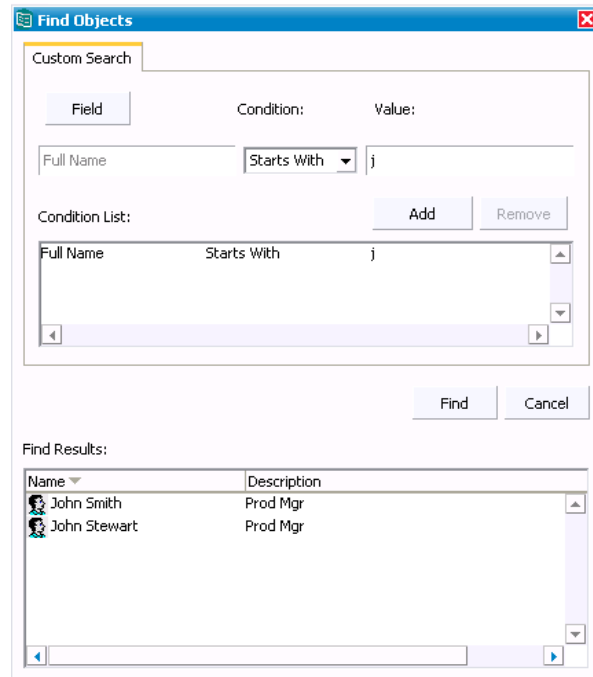 Find Objects
Custom Search
Field Condition: Value:
Full Name Starts With j
Condition List: Add Remove
Full Name Starts With j
Find Cancel
Find Results:
Name Description
John Smith Prod Mgr
John Stewart Prod Mgr